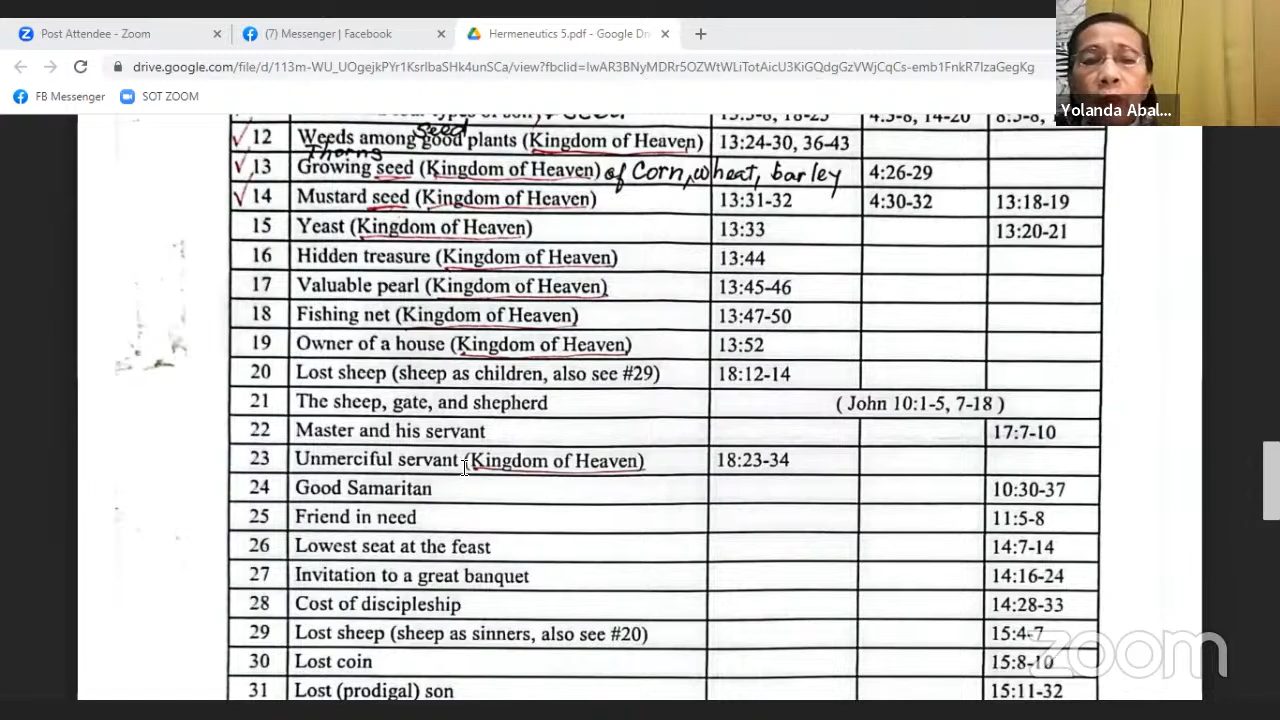 Post Attendee - Zoom
(7) Messenger | Facebook
Hermeneutics 5.pdf - Google Dri
drive.google.com/file/d/113m-WU_UOgejkPYr1KsrlbaSHk4unSCa/view?fbclid=IwAR3BNyMDRr5OZWtWLiTotAicU3KiGQdgGzVWjCqCs-emb1FnkR7IzaGegKg
FB Messenger
SOT ZOOM
Yolanda Abal...
seed
12 Weeds among good plants (Kingdom of Heaven) 13:24-30, 36-43
Thorns
13 Growing seed (Kingdom of Heaven) of Corn, wheat, barley 4:26-29
14 Mustard seed (Kingdom of Heaven) 13:31-32 4:30-32 13:18-19
15 Yeast (Kingdom of Heaven) 13:33 13:20-21
16 Hidden treasure (Kingdom of Heaven) 13:44
17 Valuable pearl (Kingdom of Heaven) 13:45-46
18 Fishing net (Kingdom of Heaven) 13:47-50
19 Owner of a house (Kingdom of Heaven) 13:52
20 Lost sheep (sheep as children, also see #29) 18:12-14
21 The sheep, gate, and shepherd ( John 10:1-5, 7-18 )
22 Master and his servant 17:7-10
23 Unmerciful servant (Kingdom of Heaven) 18:23-34
24 Good Samaritan 10:30-37
25 Friend in need 11:5-8
26 Lowest seat at the feast 14:7-14
27 Invitation to a great banquet 14:16-24
28 Cost of discipleship 14:28-33
29 Lost sheep (sheep as sinners, also see #20) 15:4-7
30 Lost coin 15:8-10
31 Lost (prodigal) son 15:11-32
zoom